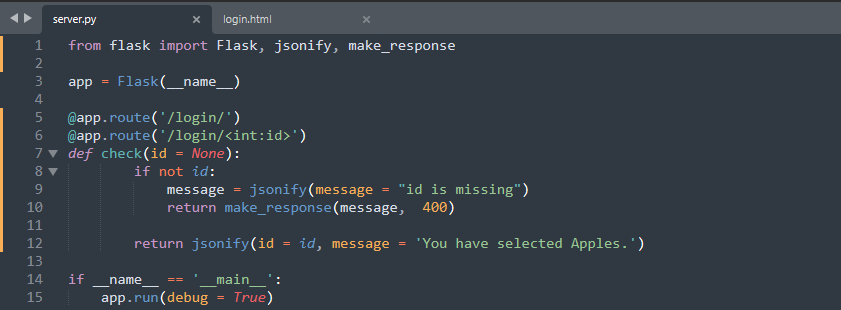 server.py × login.html ×
1 from flask import Flask, jsonify, make_response
2
3 app = Flask(__name__)
4
5 @app.route('/login/')
6 @app.route('/login/<int:id>')
7 def check(id = None):
8         if not id:
9             message = jsonify(message = "id is missing")
10             return make_response(message,  400)
11
12         return jsonify(id = id, message = 'You have selected Apples.')
13
14 if __name__ == '__main__':
15     app.run(debug = True)